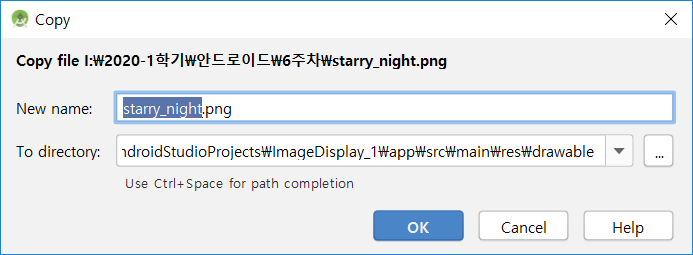 Copy
Copy file I:₩2020-1학기₩안드로이드₩6주차₩starry_night.png
New name: starry_night.png
To directory: ndroidStudioProjects₩ImageDisplay_1₩app₩src₩main₩res₩drawable ...
Use Ctrl+Space for path completion
OK Cancel Help